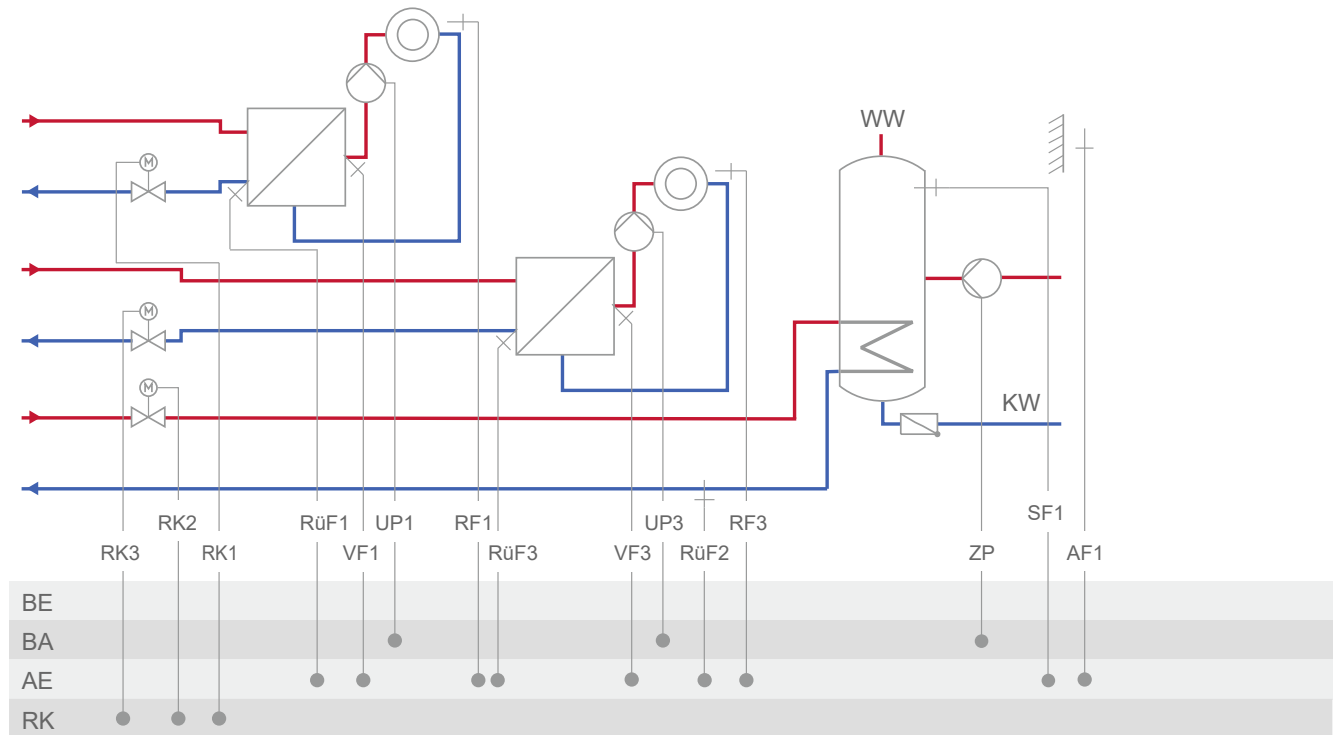 WW
M
M
M
KW
RK2 RüF1 UP1 RF1 UP3 RF3 SF1
RK3 RK1 VF1 RüF3 VF3 RüF2 ZP AF1
BE
BA
AE
RK